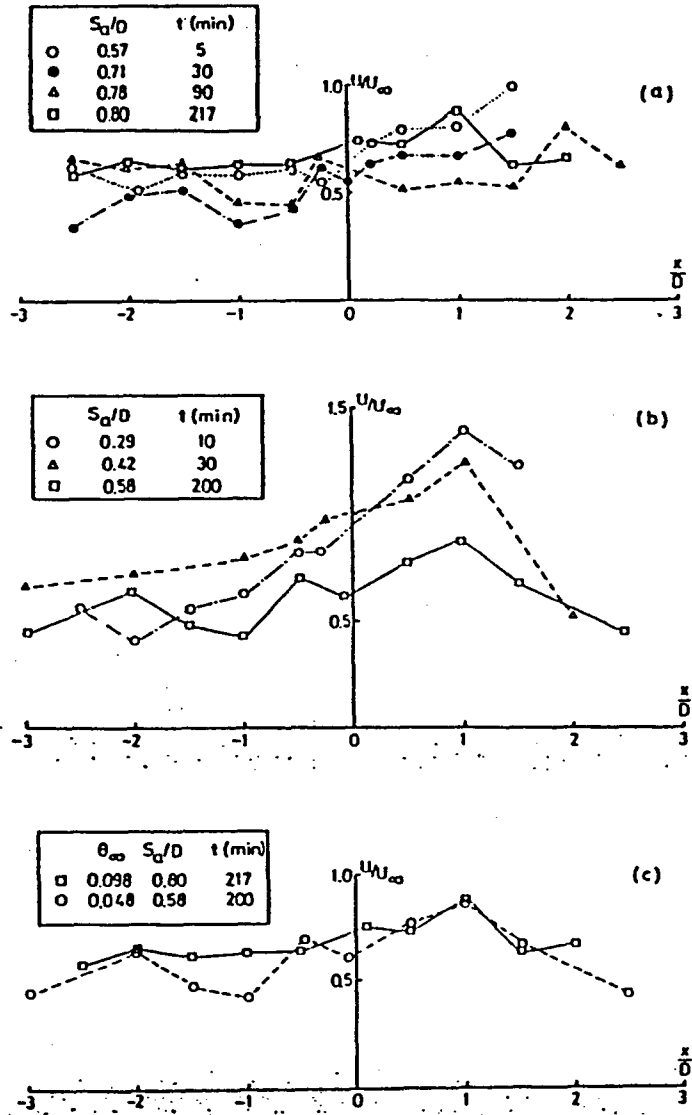 Sa/D t (min)
○ 0.57 5
● 0.71 30
▲ 0.78 90
□ 0.80 217
1.0 U/U∞ (a)
0.5
x/D
-3 -2 -1 0 1 2 3
Sa/D t (min)
○ 0.29 10
▲ 0.42 30
□ 0.58 200
1.5 U/U∞ (b)
0.5
x/D
-3 -2 -1 0 1 2 3
θ∞ Sa/D t (min)
□ 0.098 0.80 217
○ 0.048 0.58 200
1.0 U/U∞ (c)
0.5
x/D
-3 -2 -1 0 1 2 3